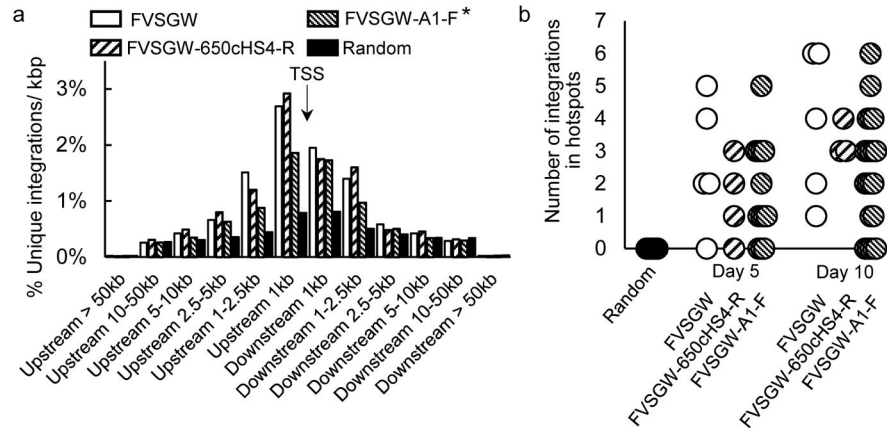 a
FVSGW
FVSGW-A1-F*
FVSGW-650cHS4-R
Random
TSS
3%
2%
1%
0%
% Unique integrations/ kbp
Upstream > 50kb
Upstream 10-50kb
Upstream 5-10kb
Upstream 2.5-5kb
Upstream 1-2.5kb
Upstream 1kb
Downstream 1kb
Downstream 1-2.5kb
Downstream 2.5-5kb
Downstream 5-10kb
Downstream 10-50kb
Downstream > 50kb
b
Number of integrations
in hotspots
6
5
4
3
2
1
0
Day 5
Day 10
Random
FVSGW
FVSGW-650cHS4-R
FVSGW-A1-F
FVSGW
FVSGW-650cHS4-R
FVSGW-A1-F